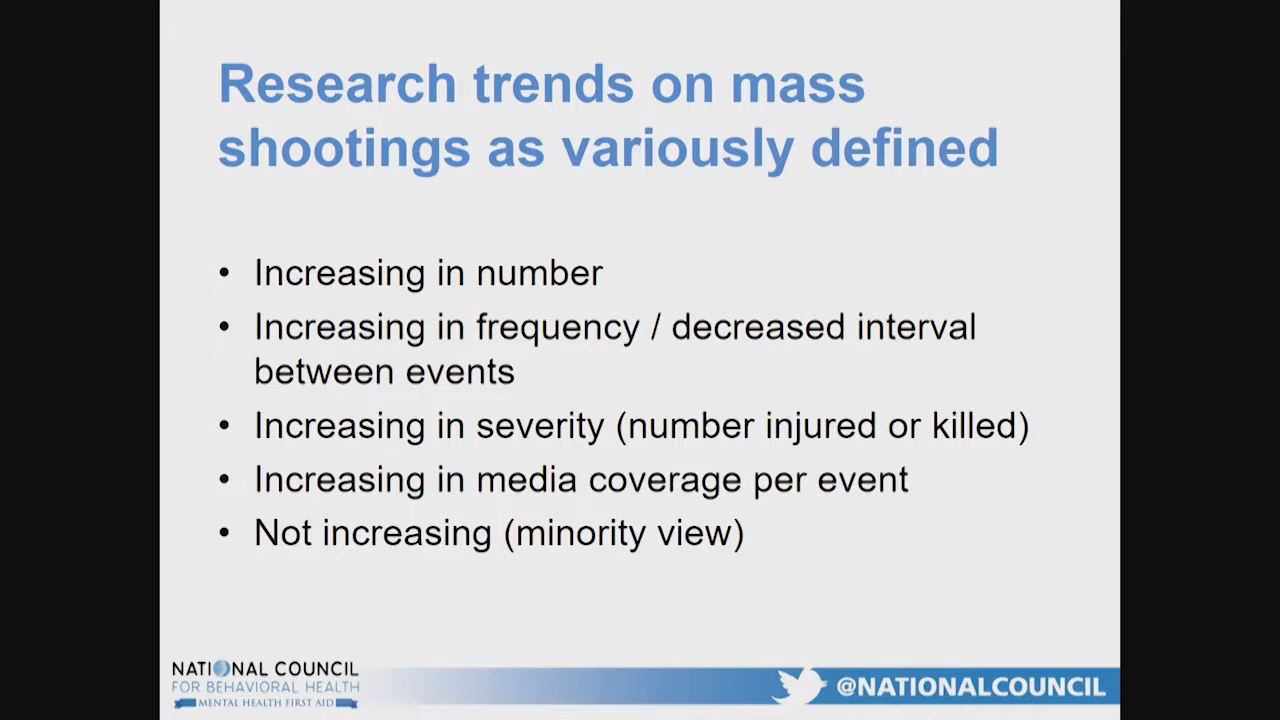 Research trends on mass
shootings as variously defined
• Increasing in number
• Increasing in frequency / decreased interval
between events
• Increasing in severity (number injured or killed)
• Increasing in media coverage per event
• Not increasing (minority view)
NATIONAL COUNCIL
FOR BEHAVIORAL HEALTH
MENTAL HEALTH FIRST AID
@NATIONALCOUNCIL